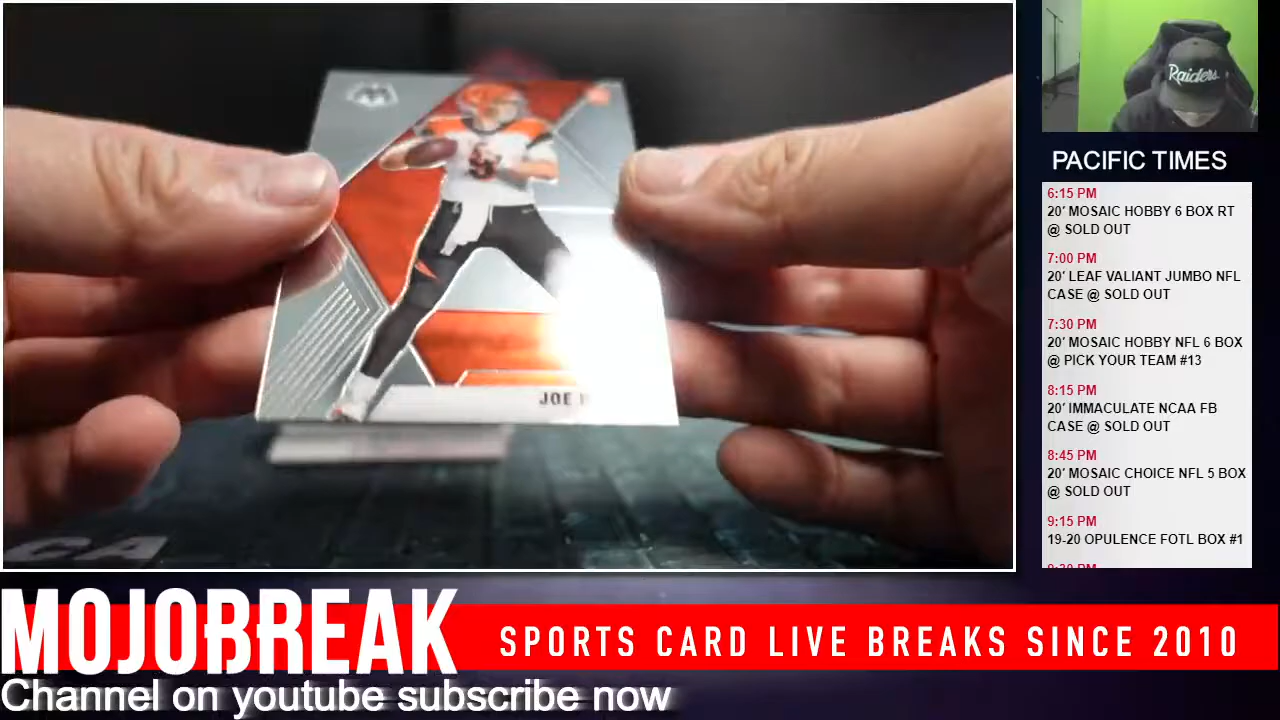 Raiders
PACIFIC TIMES
6:15 PM
20' MOSAIC HOBBY 6 BOX RT
@ SOLD OUT
7:00 PM
20' LEAF VALIANT JUMBO NFL
CASE @ SOLD OUT
7:30 PM
20' MOSAIC HOBBY NFL 6 BOX
@ PICK YOUR TEAM #13
8:15 PM
20' IMMACULATE NCAA FB
CASE @ SOLD OUT
8:45 PM
20' MOSAIC CHOICE NFL 5 BOX
@ SOLD OUT
9:15 PM
19-20 OPULENCE FOTL BOX #1
JOE
CA
MOJOBREAK
SPORTS CARD LIVE BREAKS SINCE 2010
Channel on youtube subscribe now